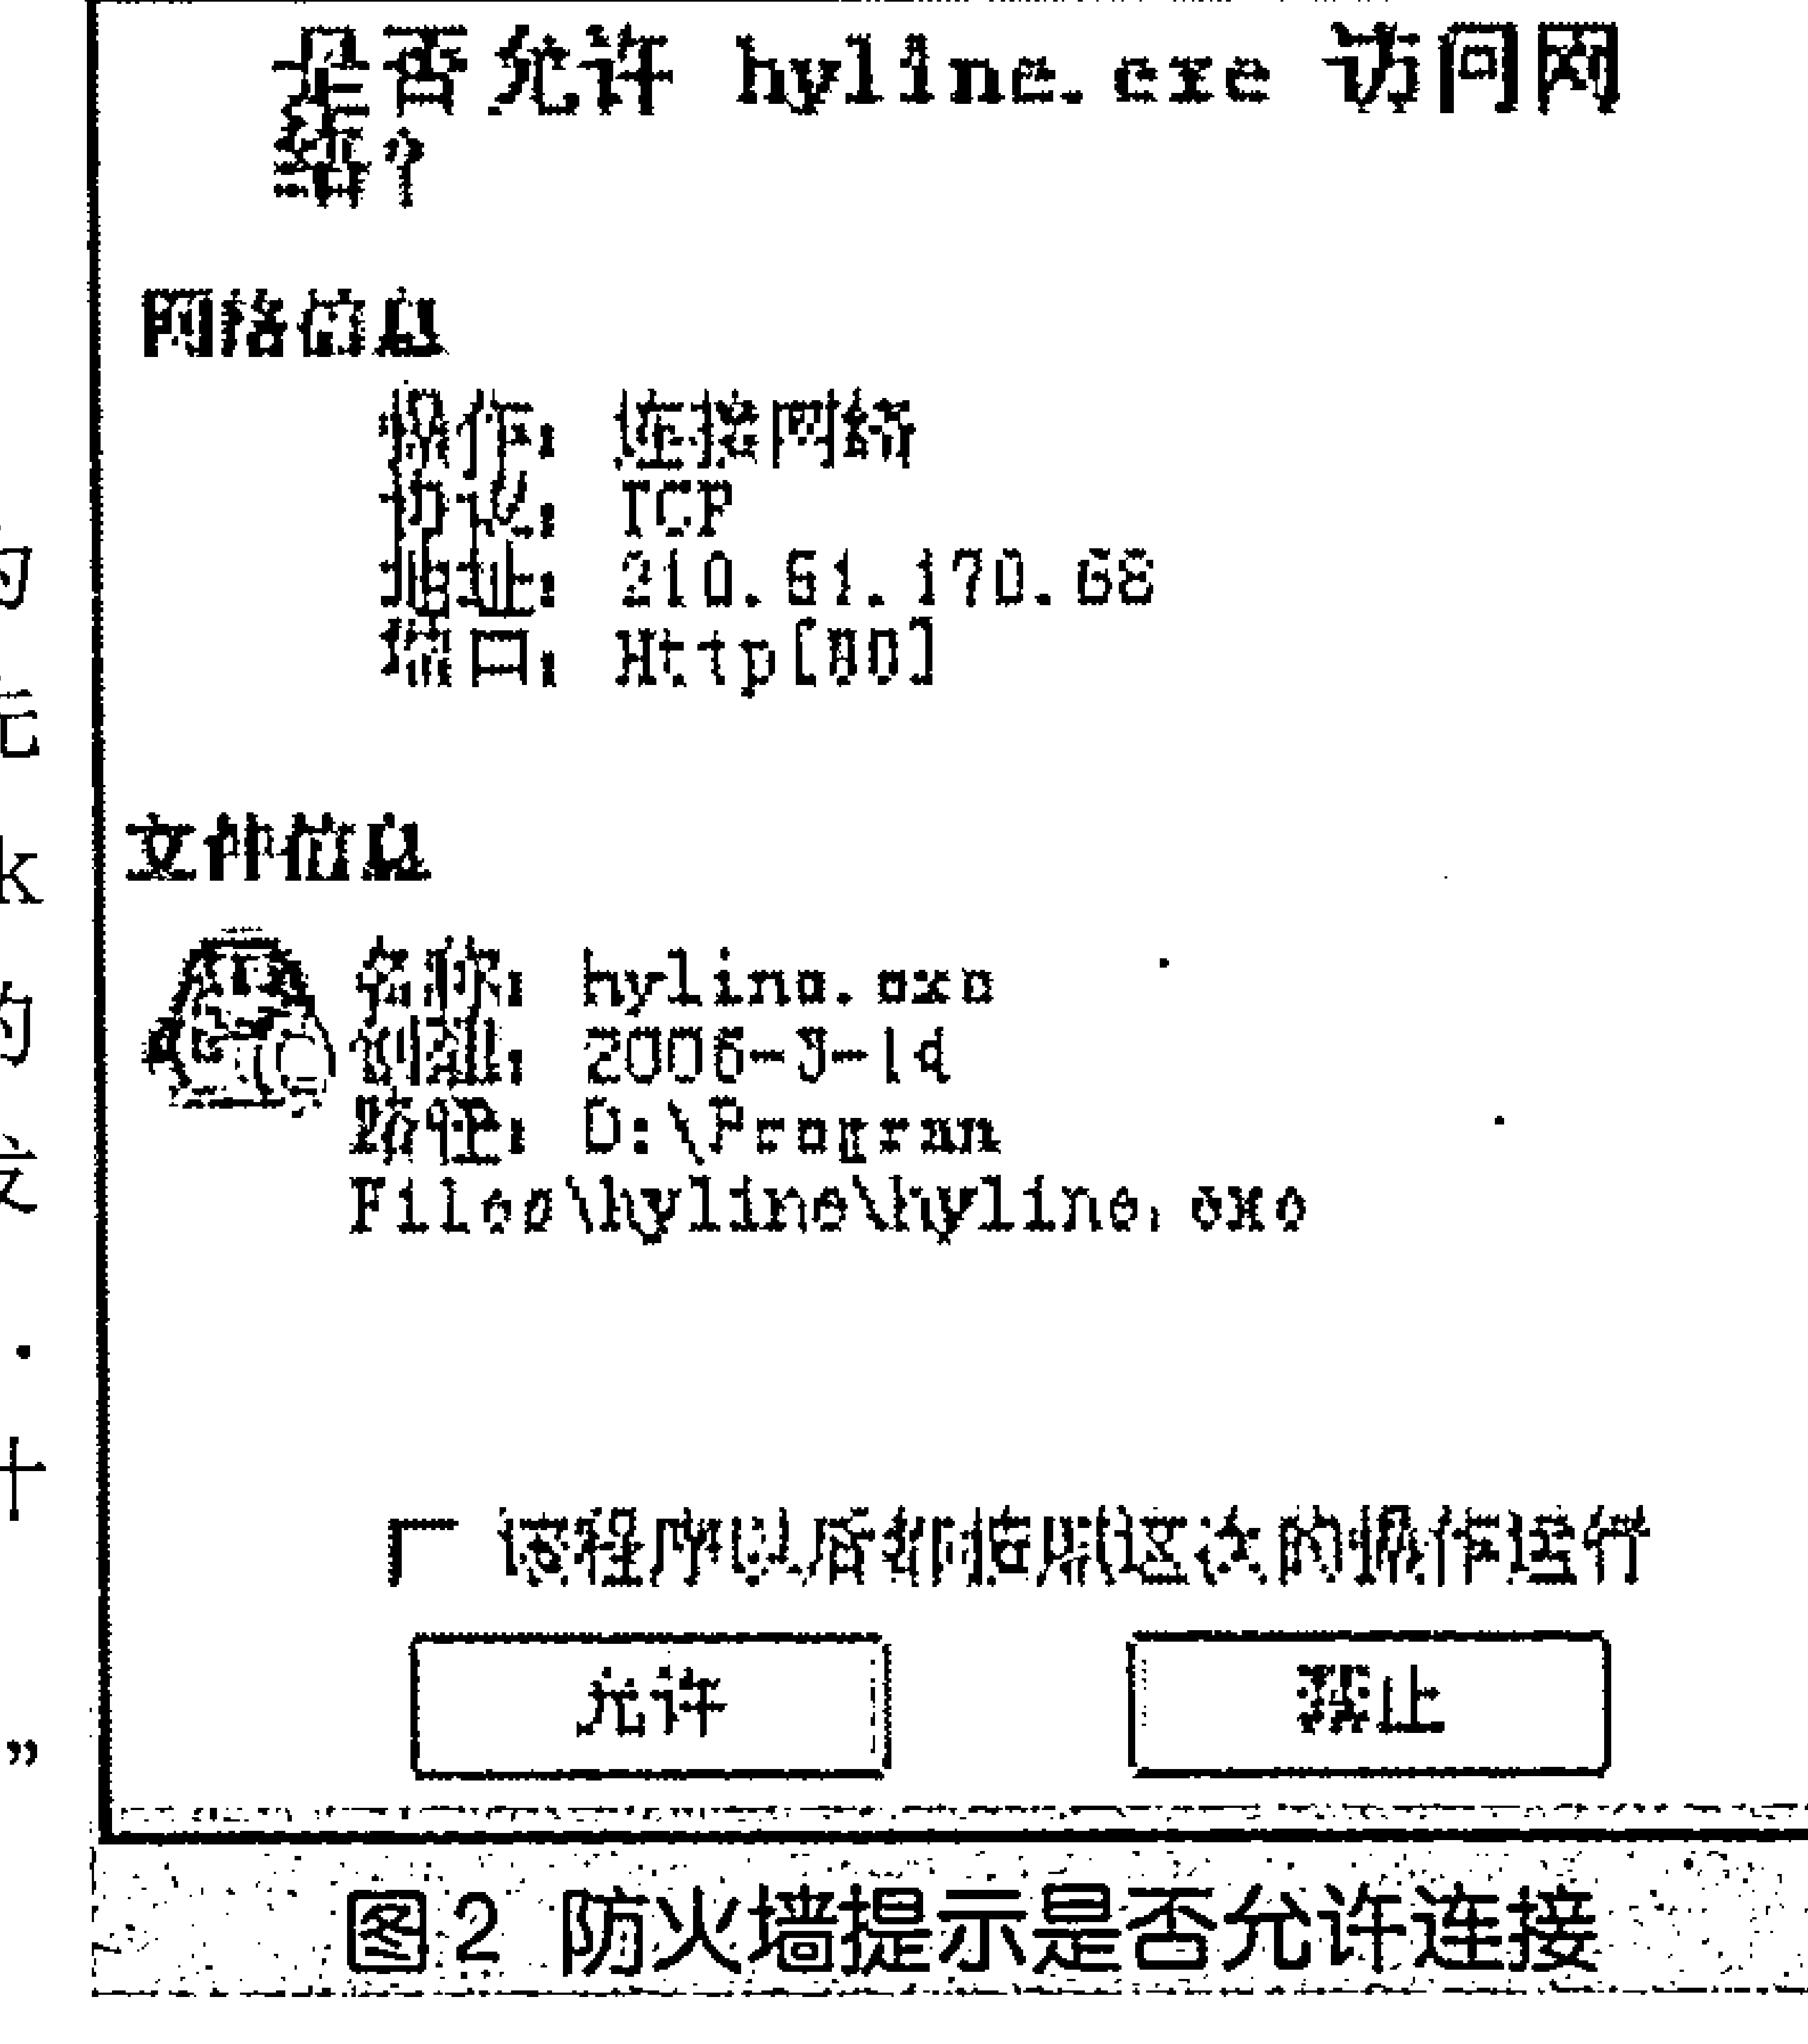 是否允许 hyline.exe 访问网
络?
网络信息
操作: 连接网络
协议: TCP
地址: 210.51.170.68
端口: Http[80]
文件信息
名称: hyline.exe
创建: 2006-3-14
路径: D:\Program
Files\hyline\hyline.exe
该程序以后都按照这次的操作运行
允许
禁止
图2 防火墙提示是否允许连接
的
k
的
发
.
计
”